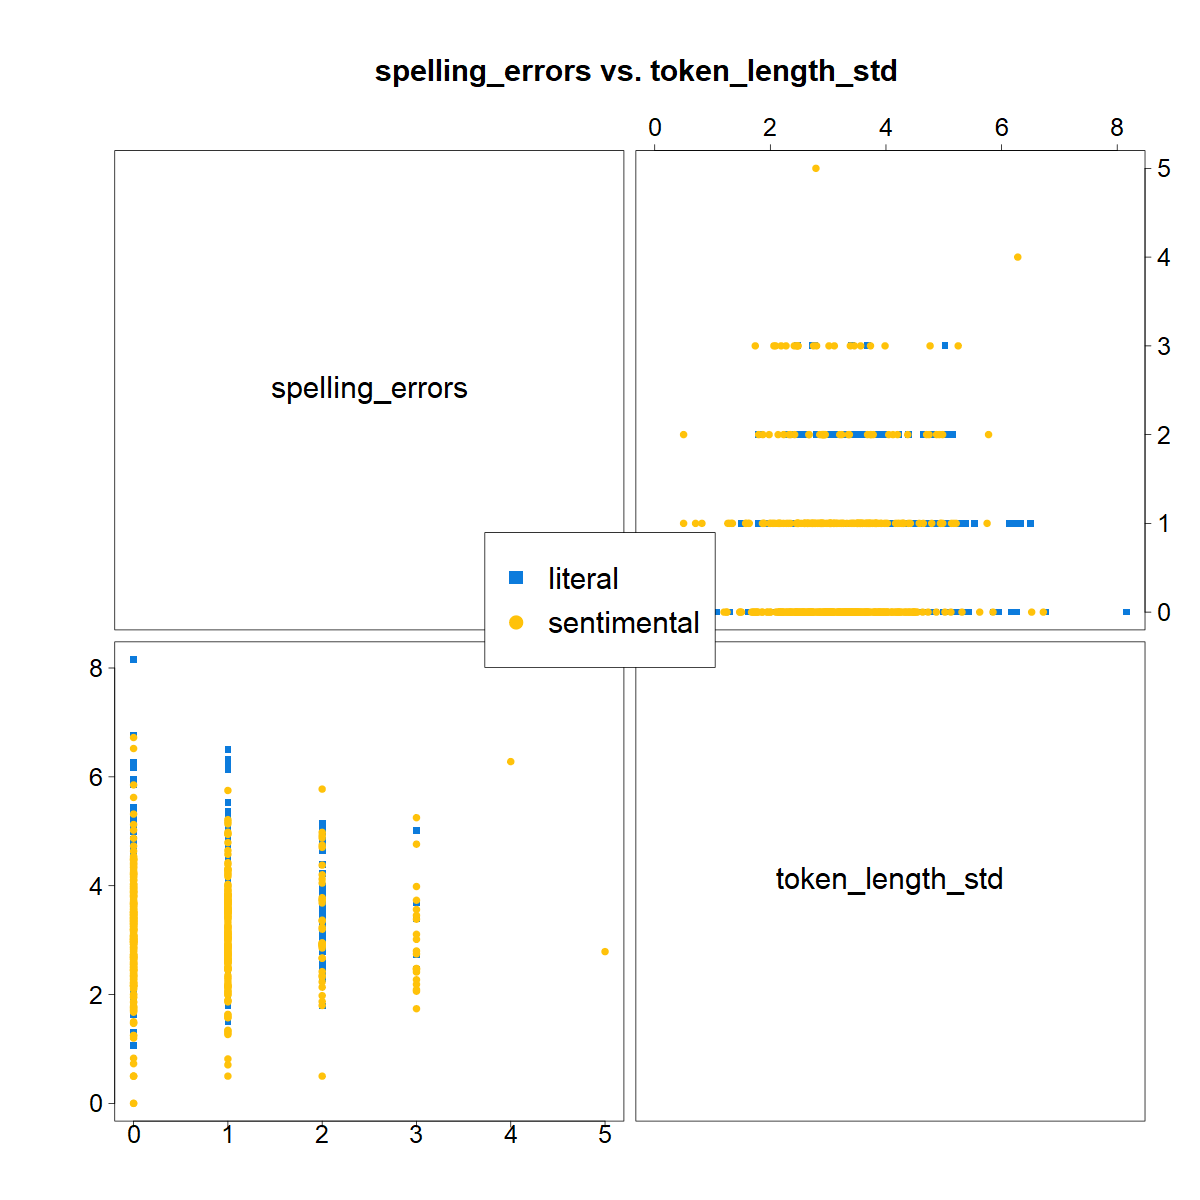 spelling_errors vs. token_length_std
0 2 4 6 8
5
4
3
2
1
0
spelling_errors
literal
sentimental
8
6
4
2
0
token_length_std
0 1 2 3 4 5